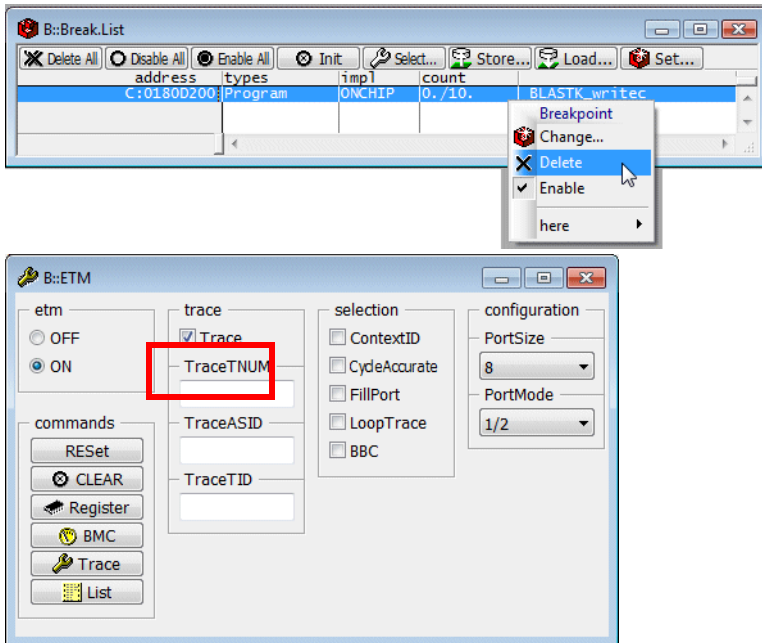 B::Break.List
Delete All Disable All Enable All Init Select... Store... Load... Set...
address types impl count
C:0180D200 Program ONCHIP 0./10. BLASTK_writec
Breakpoint
Change...
Delete
Enable
here
B::ETM
etm
OFF
ON
commands
RESet
CLEAR
Register
BMC
Trace
List
trace
Trace
TraceTNUM
TraceASID
TraceTID
selection
ContextID
CycleAccurate
FillPort
LoopTrace
BBC
configuration
PortSize
8
PortMode
1/2